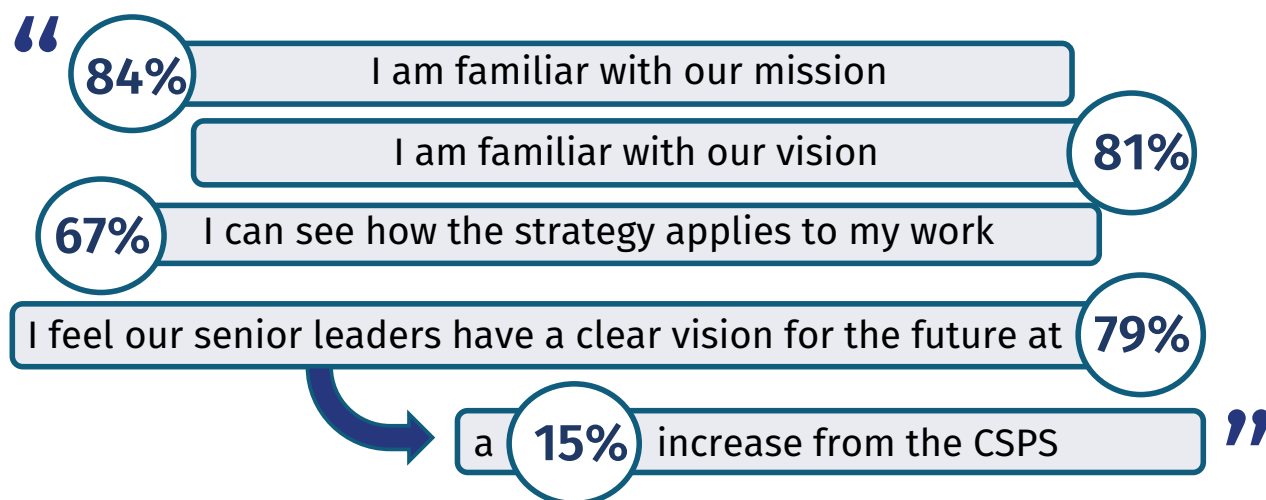 “
84% I am familiar with our mission
I am familiar with our vision 81%
67% I can see how the strategy applies to my work
I feel our senior leaders have a clear vision for the future at 79%
a 15% increase from the CSPS ”